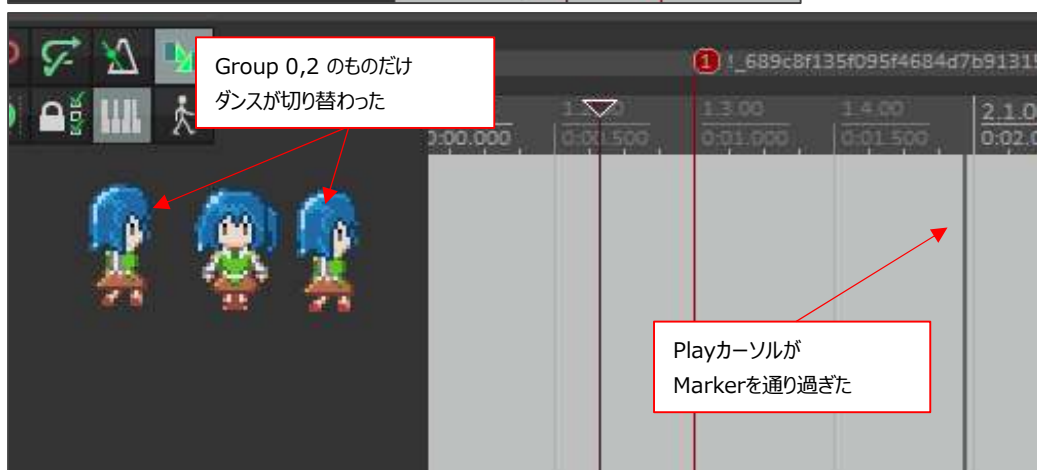 Group 0,2 のものだけ
ダンスが切り替わった
1 !_689c8f135f095f4684d7b91315
1.3.00
1.4.00
2.1.0
0:00.000
0:00.500
0:01.000
0:01.500
0:02.0
Playカーソルが
Markerを通り過ぎた